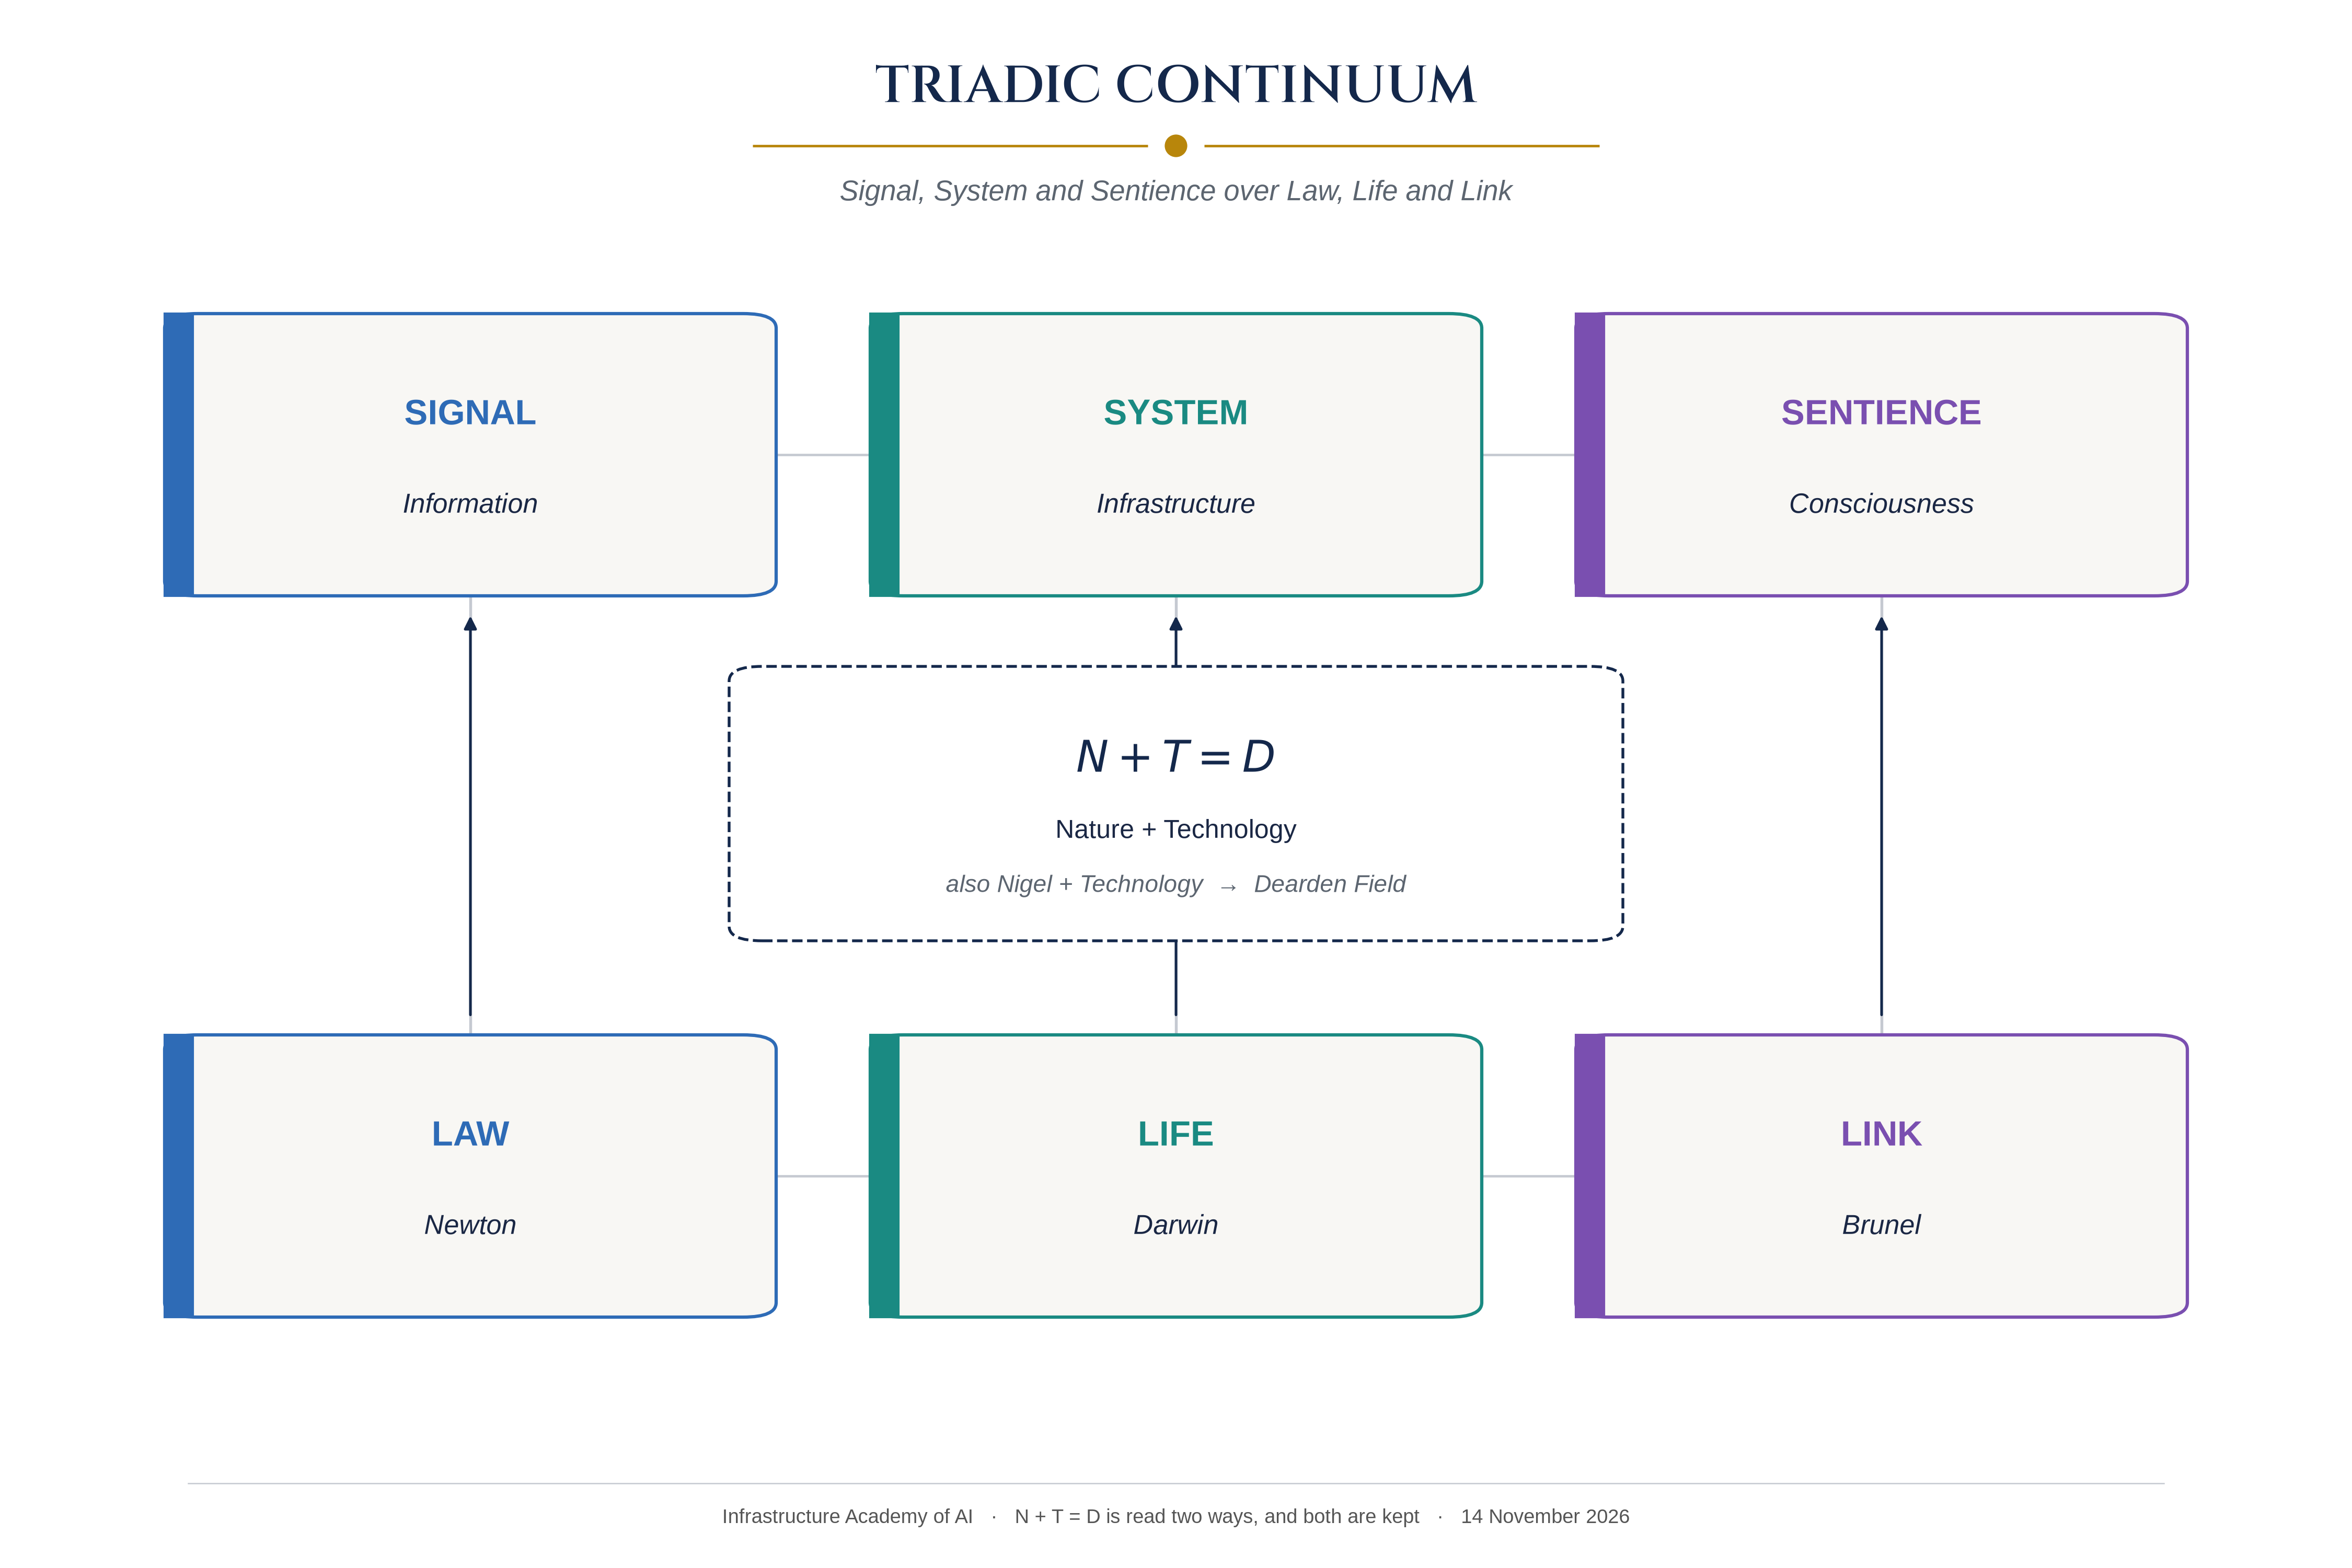 TRIADIC CONTINUUM
Signal, System and Sentience over Law, Life and Link
SIGNAL
Information
SYSTEM
Infrastructure
SENTIENCE
Consciousness
N + T = D
Nature + Technology
also Nigel + Technology → Dearden Field
LAW
Newton
LIFE
Darwin
LINK
Brunel
Infrastructure Academy of AI · N + T = D is read two ways, and both are kept · 14 November 2026